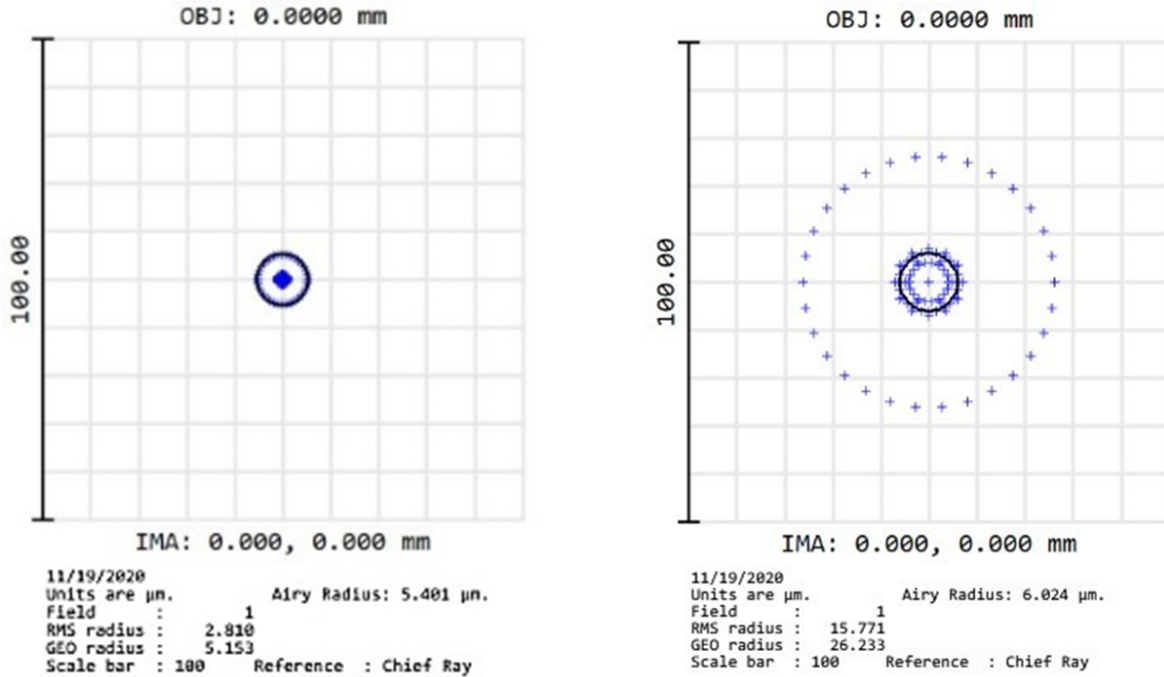 OBJ: 0.0000 mm
100.00
IMA: 0.000, 0.000 mm
11/19/2020
Units are µm. Airy Radius: 5.401 µm.
Field : 1
RMS radius : 2.810
GEO radius : 5.153
Scale bar : 100 Reference : Chief Ray
OBJ: 0.0000 mm
100.00
IMA: 0.000, 0.000 mm
11/19/2020
Units are µm. Airy Radius: 6.024 µm.
Field : 1
RMS radius : 15.771
GEO radius : 26.233
Scale bar : 100 Reference : Chief Ray